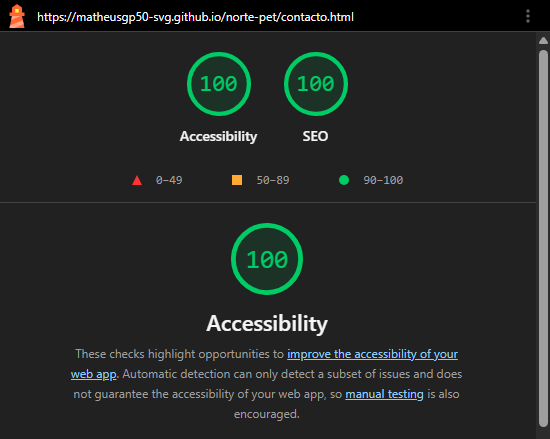 https://matheusgp50-svg.github.io/norte-pet/contacto.html
100 100
Accessibility SEO
0–49 50–89 90–100
100
Accessibility
These checks highlight opportunities to improve the accessibility of your
web app. Automatic detection can only detect a subset of issues and does
not guarantee the accessibility of your web app, so manual testing is also
encouraged.